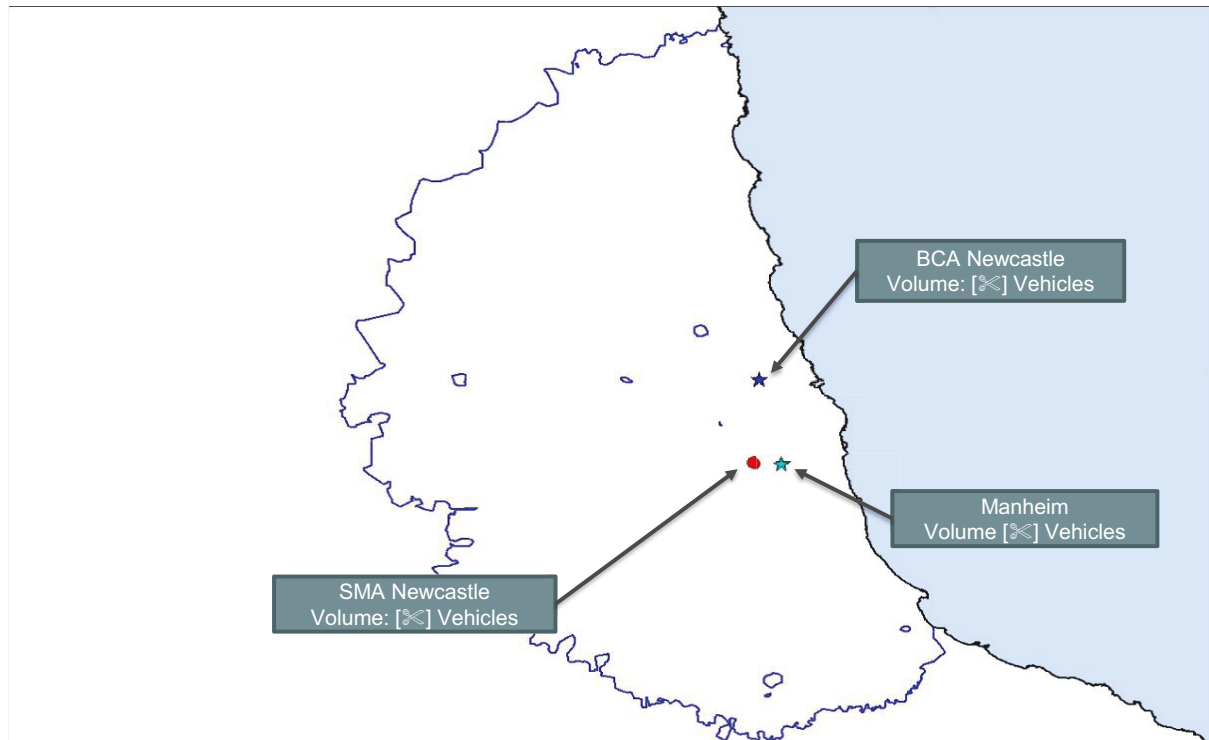 BCA Newcastle
Volume: [✂] Vehicles
Manheim
Volume [✂] Vehicles
SMA Newcastle
Volume: [✂] Vehicles